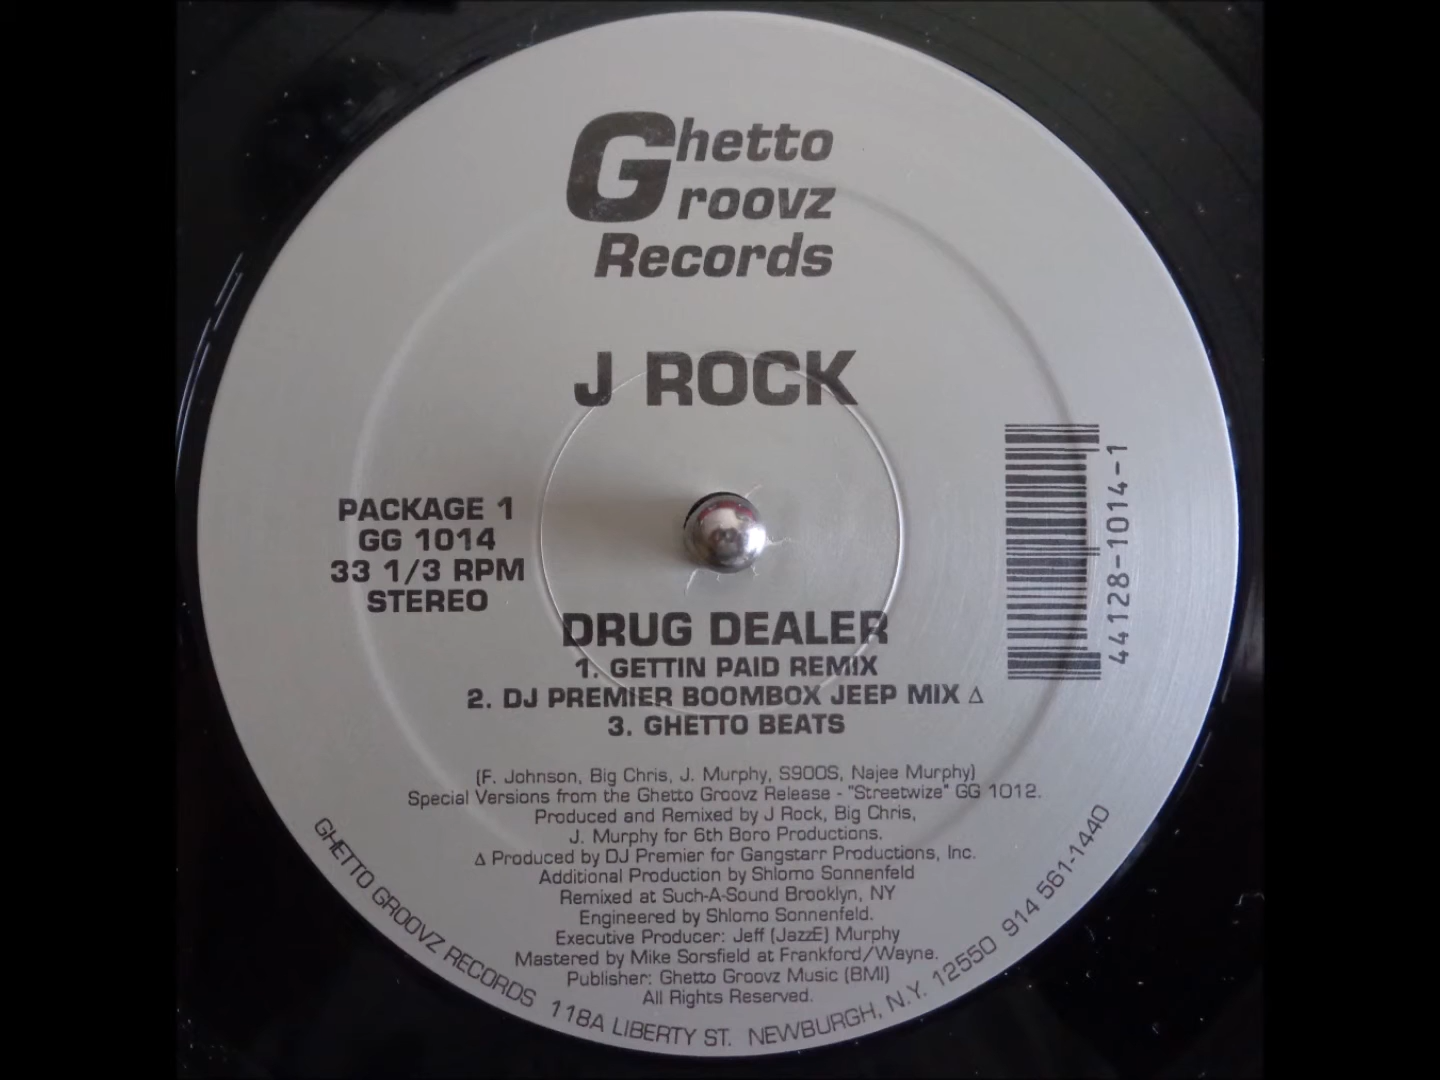 Ghetto
Groovz
Records
J ROCK
PACKAGE 1
GG 1014
33 1/3 RPM
STEREO
44128-1014-1
DRUG DEALER
1. GETTIN PAID REMIX
2. DJ PREMIER BOOMBOX JEEP MIX ∆
3. GHETTO BEATS
(F. Johnson, Big Chris, J. Murphy, S900S, Najee Murphy)
Special Versions from the Ghetto Groovz Release - "Streetwize" GG 1012.
Produced and Remixed by J Rock, Big Chris,
J. Murphy for 6th Boro Productions.
∆ Produced by DJ Premier for Gangstarr Productions, Inc.
Additional Production by Shlomo Sonnenfeld
Remixed at Such-A-Sound Brooklyn, NY
Engineered by Shlomo Sonnenfeld.
Executive Producer: Jeff (JazzE) Murphy
Mastered by Mike Sorsfield at Frankford/Wayne.
Publisher: Ghetto Groovz Music (BMI)
All Rights Reserved.
GHETTO GROOVZ RECORDS 118A LIBERTY ST. NEWBURGH, N.Y. 12550 914 561-1440